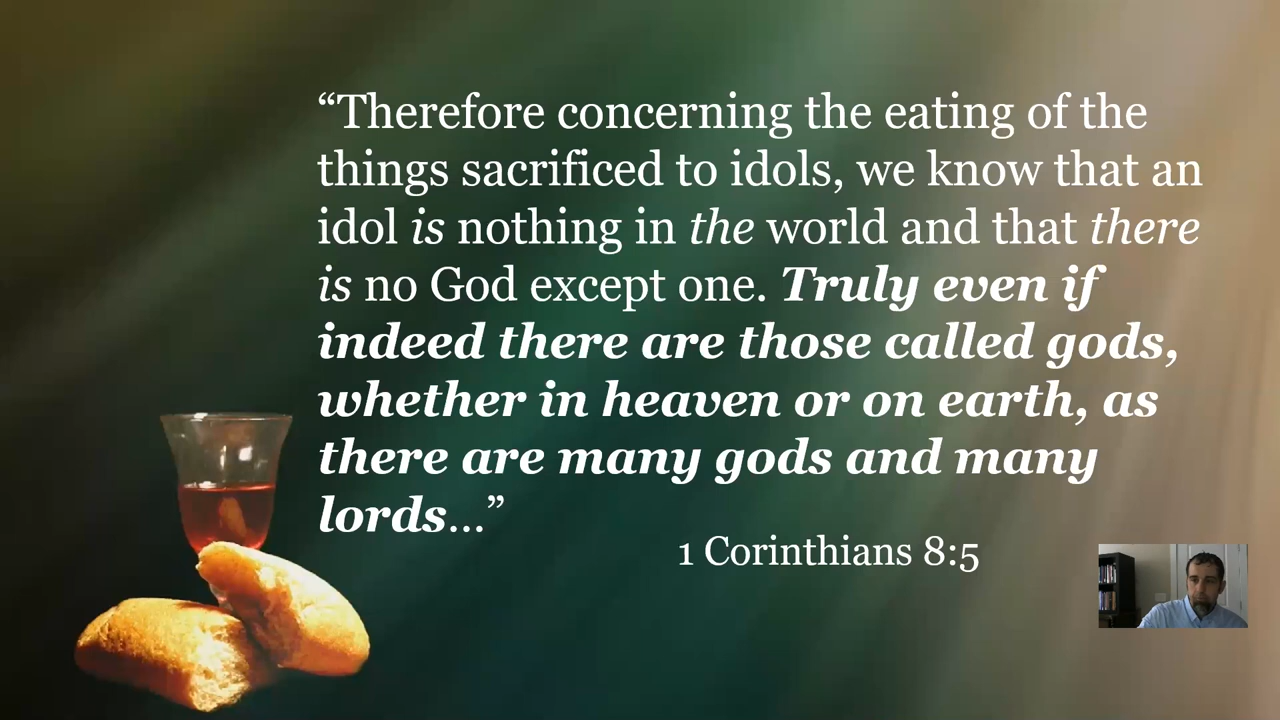 “Therefore concerning the eating of the
things sacrificed to idols, we know that an
idol is nothing in the world and that there
is no God except one. Truly even if
indeed there are those called gods,
whether in heaven or on earth, as
there are many gods and many
lords…”
1 Corinthians 8:5